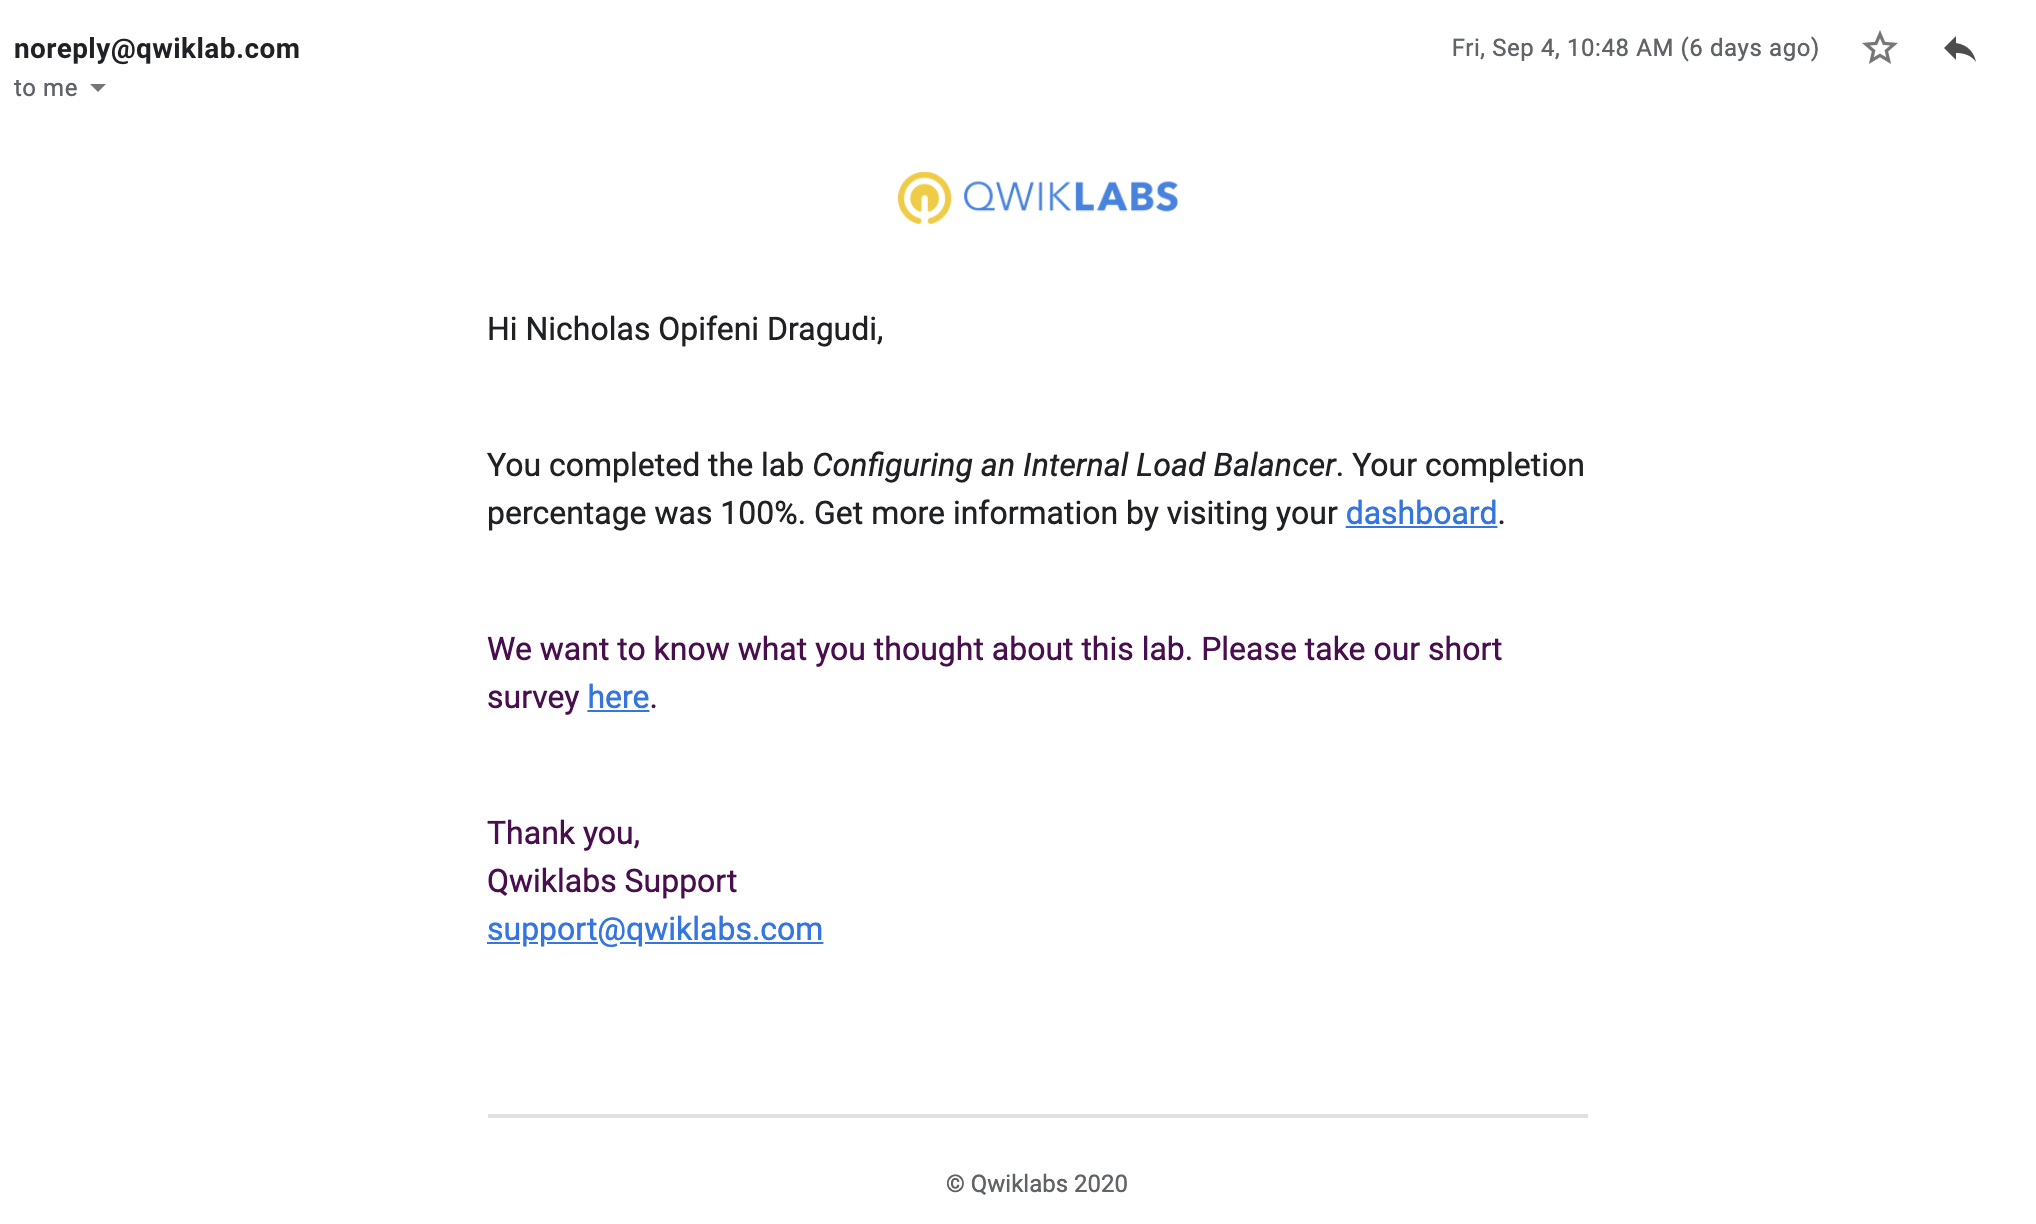 noreply@qwiklab.com
Fri, Sep 4, 10:48 AM (6 days ago)
to me
QWIKLABS
Hi Nicholas Opifeni Dragudi,
You completed the lab Configuring an Internal Load Balancer. Your completion
percentage was 100%. Get more information by visiting your dashboard.
We want to know what you thought about this lab. Please take our short
survey here.
Thank you,
Qwiklabs Support
support@qwiklabs.com
© Qwiklabs 2020